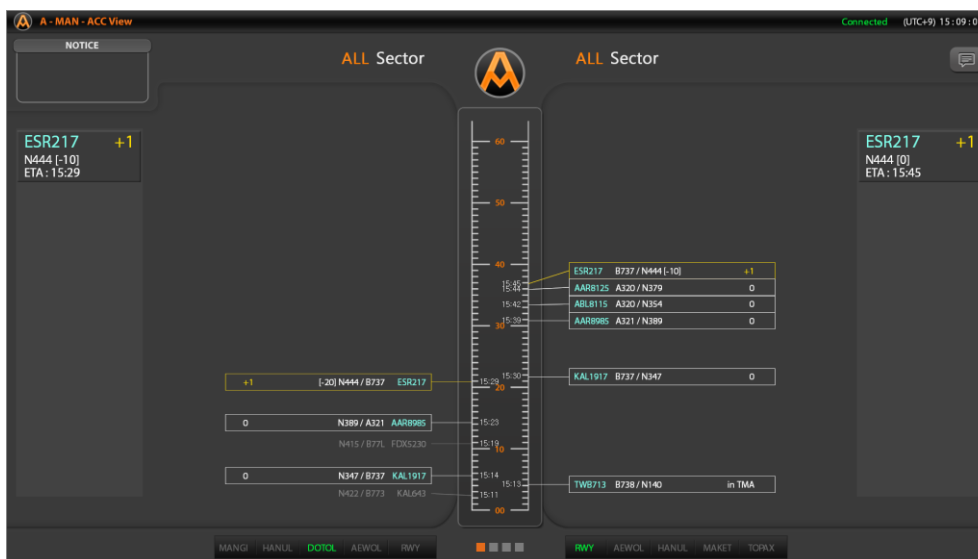 A - MAN - ACC View
Connected (UTC+9) 15:09:0
NOTICE
ALL Sector
ALL Sector
ESR217 +1
N444 [-10]
ETA : 15:29
ESR217 +1
N444 [0]
ETA : 15:45
60
50
40
15:45
15:44
15:42
15:39
30
15:30
15:29
20
15:23
15:19
10
15:14
15:13
15:11
00
ESR217 B737 / N444 [-10] +1
AAR8125 A320 / N379 0
ABL8115 A320 / N354 0
AAR8985 A321 / N389 0
KAL1917 B737 / N347 0
TWB713 B738 / N140 in TMA
+1 [-20] N444 / B737 ESR217
0 N389 / A321 AAR8985
N415 / B77L FDX5230
0 N347 / B737 KAL1917
N422 / B773 KAL643
MANGI HANUL DOTOL AEWOL RWY
RWY AEWOL HANUL MAKET TOPAX